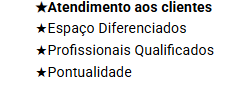 ★Atendimento aos clientes
★Espaço Diferenciados
★Profissionais Qualificados
★Pontualidade